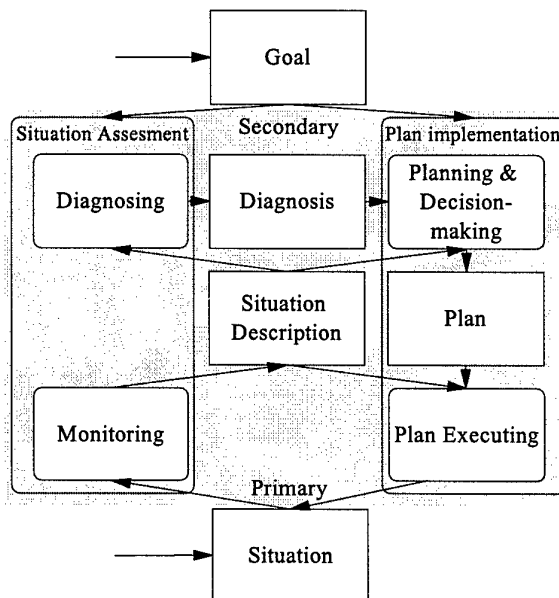 Goal
Situation Assesment
Secondary
Plan implementation
Diagnosing
Diagnosis
Planning &
Decision-
making
Situation
Description
Plan
Monitoring
Plan Executing
Primary
Situation